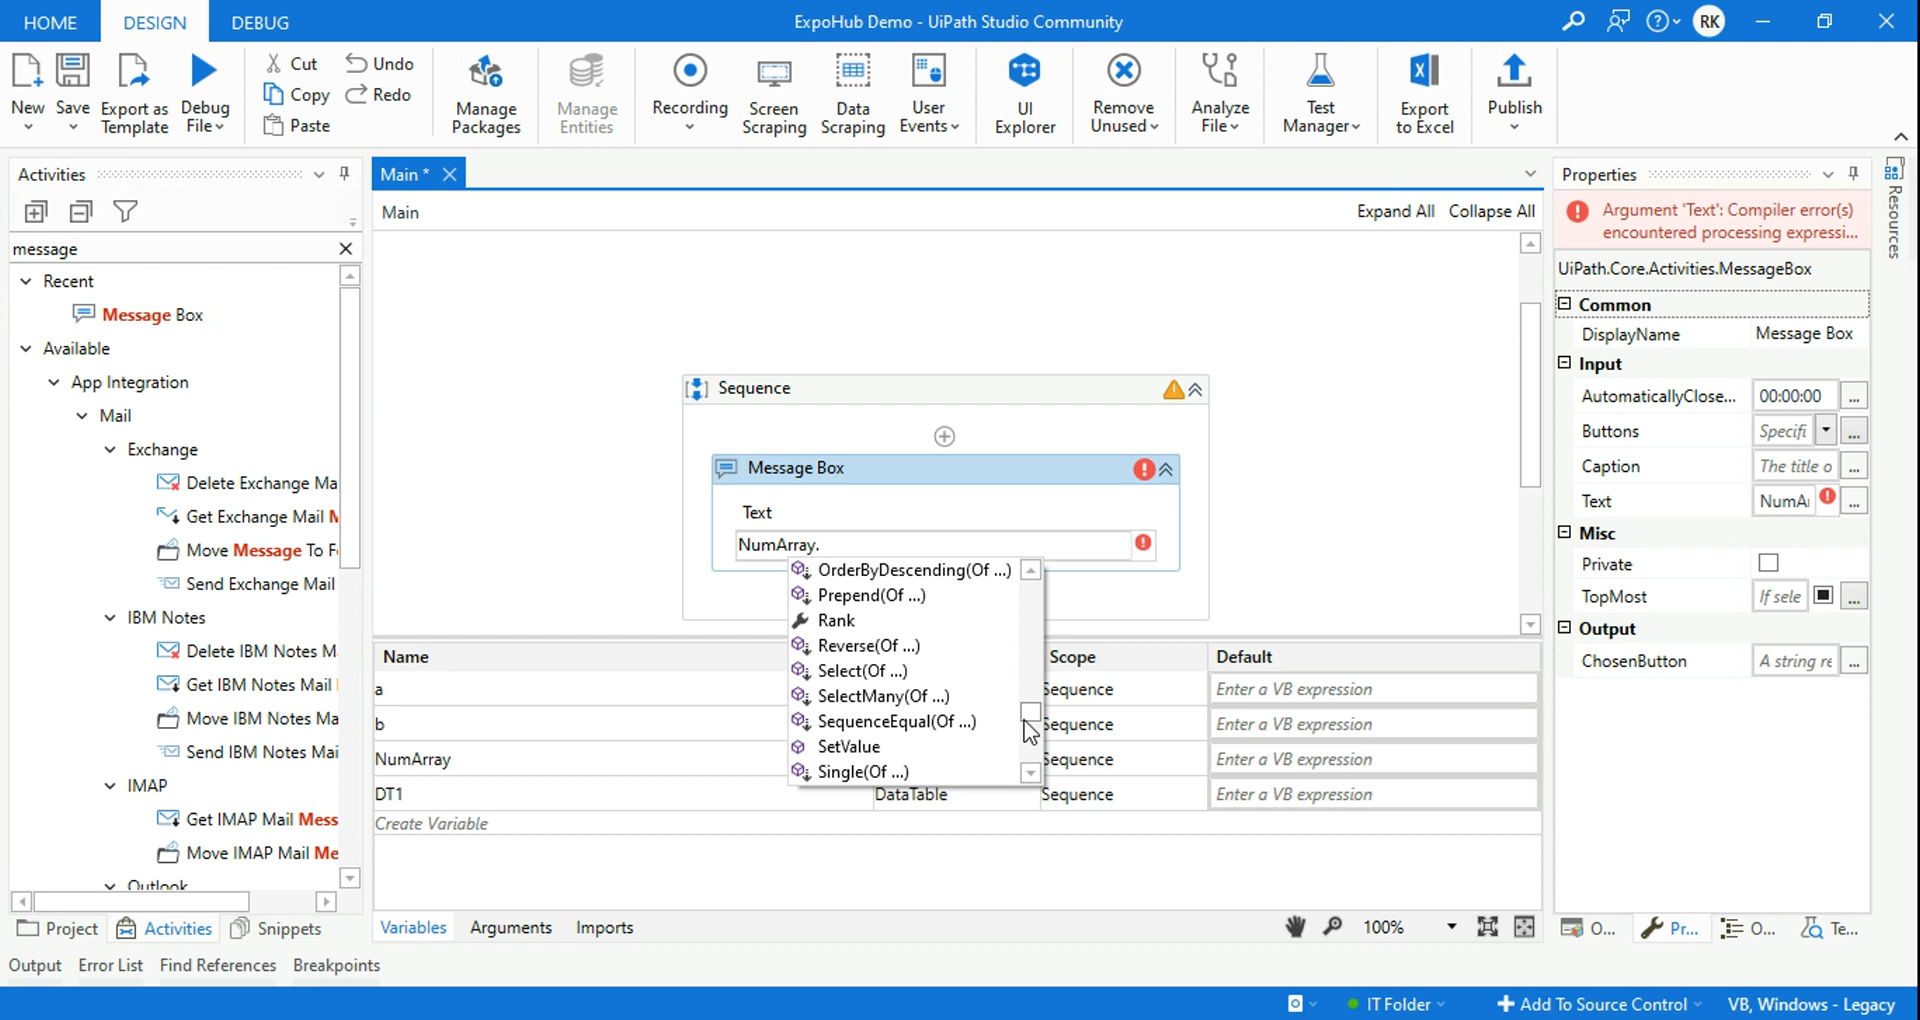 HOME DESIGN DEBUG ExpoHub Demo - UiPath Studio Community RK
New
Save
Export as
Template
Debug
File
Cut
Copy
Paste
Undo
Redo
Manage
Packages
Manage
Entities
Recording
Screen
Scraping
Data
Scraping
User
Events
UI
Explorer
Remove
Unused
Analyze
File
Test
Manager
Export
to Excel
Publish
Activities
message
Recent
Message Box
Available
App Integration
Mail
Exchange
Delete Exchange Ma
Get Exchange Mail M
Move Message To F
Send Exchange Mail
IBM Notes
Delete IBM Notes M
Get IBM Notes Mail
Move IBM Notes Ma
Send IBM Notes Mai
IMAP
Get IMAP Mail Mess
Move IMAP Mail Me
Outlook
Project Activities Snippets
Main *
Main Expand All Collapse All
Sequence
Message Box
Text
NumArray.
OrderByDescending(Of ...)
Prepend(Of ...)
Rank
Reverse(Of ...)
Select(Of ...)
SelectMany(Of ...)
SequenceEqual(Of ...)
SetValue
Single(Of ...)
Name Scope Default
a Sequence Enter a VB expression
b Sequence Enter a VB expression
NumArray Sequence Enter a VB expression
DT1 DataTable Sequence Enter a VB expression
Create Variable
Variables Arguments Imports 100%
Properties
Argument 'Text': Compiler error(s)
encountered processing expressi...
UiPath.Core.Activities.MessageBox
Common
DisplayName Message Box
Input
AutomaticallyClose... 00:00:00 ...
Buttons Specifi ...
Caption The title o ...
Text NumAr ...
Misc
Private
TopMost If sele ...
Output
ChosenButton A string re ...
O... Pr... O... Te...
Resources
Output Error List Find References Breakpoints
IT Folder Add To Source Control VB, Windows - Legacy